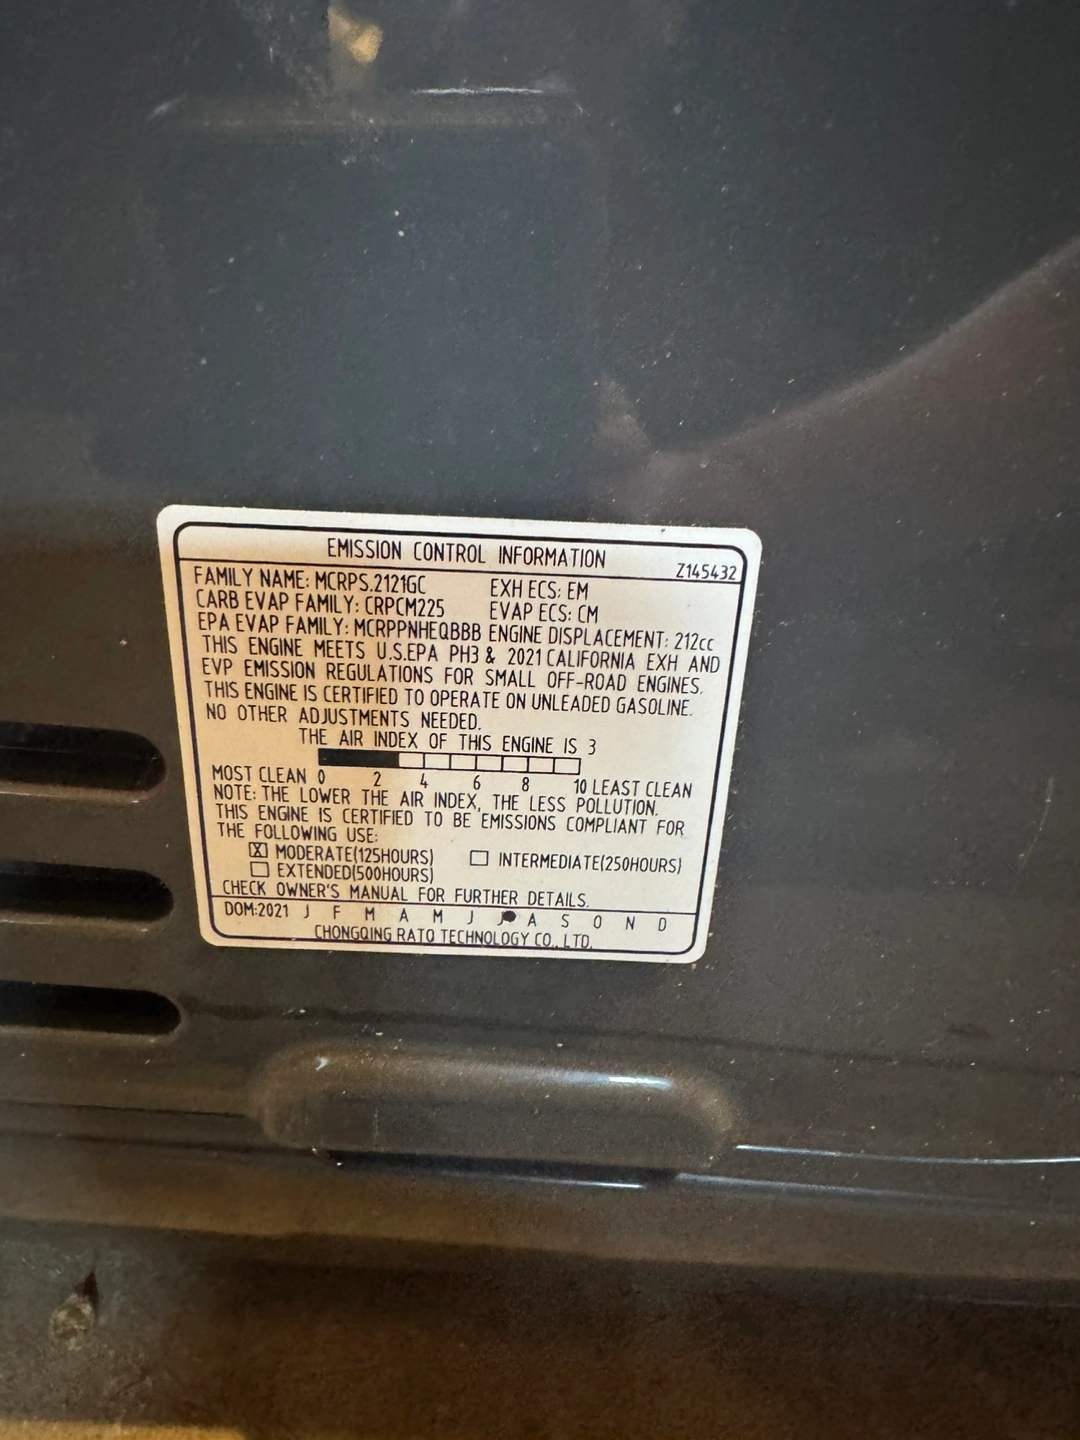 EMISSION CONTROL INFORMATION
Z145432
FAMILY NAME: MCRPS.2121GC EXH ECS: EM
CARB EVAP FAMILY: CRPCM225 EVAP ECS: CM
EPA EVAP FAMILY: MCRPPNHEQBBB ENGINE DISPLACEMENT: 212cc
THIS ENGINE MEETS U.S.EPA PH3 & 2021 CALIFORNIA EXH AND
EVP EMISSION REGULATIONS FOR SMALL OFF-ROAD ENGINES.
THIS ENGINE IS CERTIFIED TO OPERATE ON UNLEADED GASOLINE.
NO OTHER ADJUSTMENTS NEEDED.
THE AIR INDEX OF THIS ENGINE IS 3
MOST CLEAN 0 2 4 6 8 10 LEAST CLEAN
NOTE: THE LOWER THE AIR INDEX, THE LESS POLLUTION.
THIS ENGINE IS CERTIFIED TO BE EMISSIONS COMPLIANT FOR
THE FOLLOWING USE:
☒ MODERATE(125HOURS) ☐ INTERMEDIATE(250HOURS)
☐ EXTENDED(500HOURS)
CHECK OWNER'S MANUAL FOR FURTHER DETAILS.
DOM:2021 J F M A M J J A S O N D
CHONGQING RATO TECHNOLOGY CO., LTD.